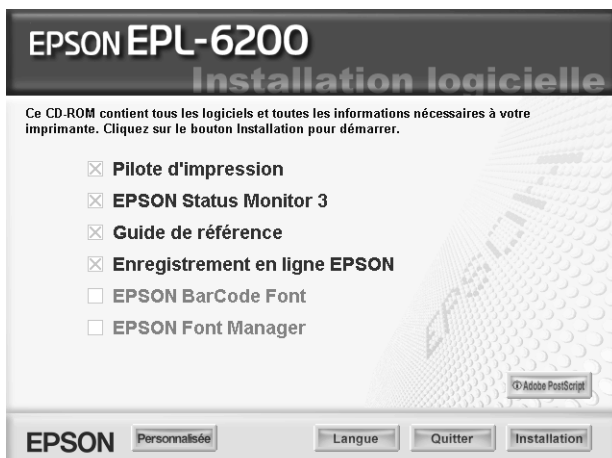 EPSON EPL-6200
Installation logicielle
Ce CD-ROM contient tous les logiciels et toutes les informations nécessaires à votre
imprimante. Cliquez sur le bouton Installation pour démarrer.
Pilote d'impression
EPSON Status Monitor 3
Guide de référence
Enregistrement en ligne EPSON
EPSON BarCode Font
EPSON Font Manager
EPSON
Adobe PostScript
EPSON Personnalisée Langue Quitter Installation